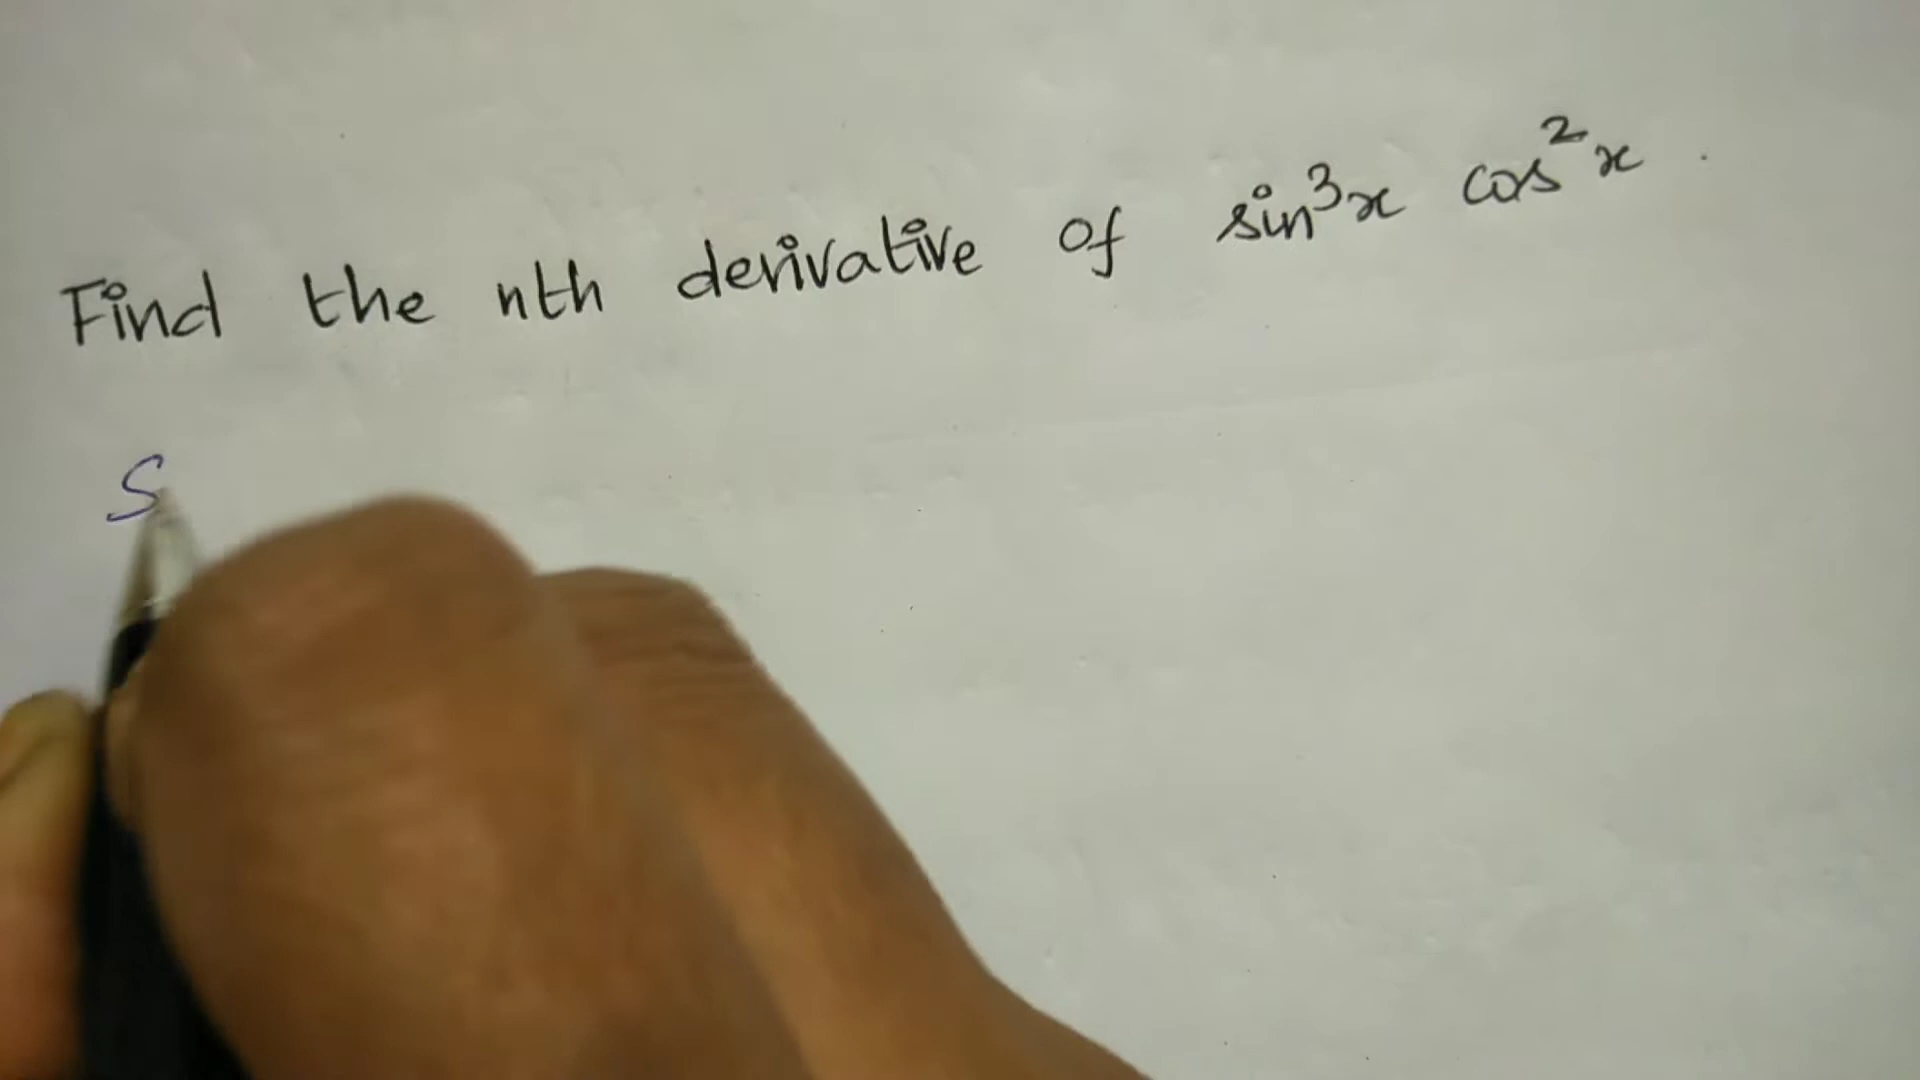 Find the nth derivative of sin³x cos²x.
S